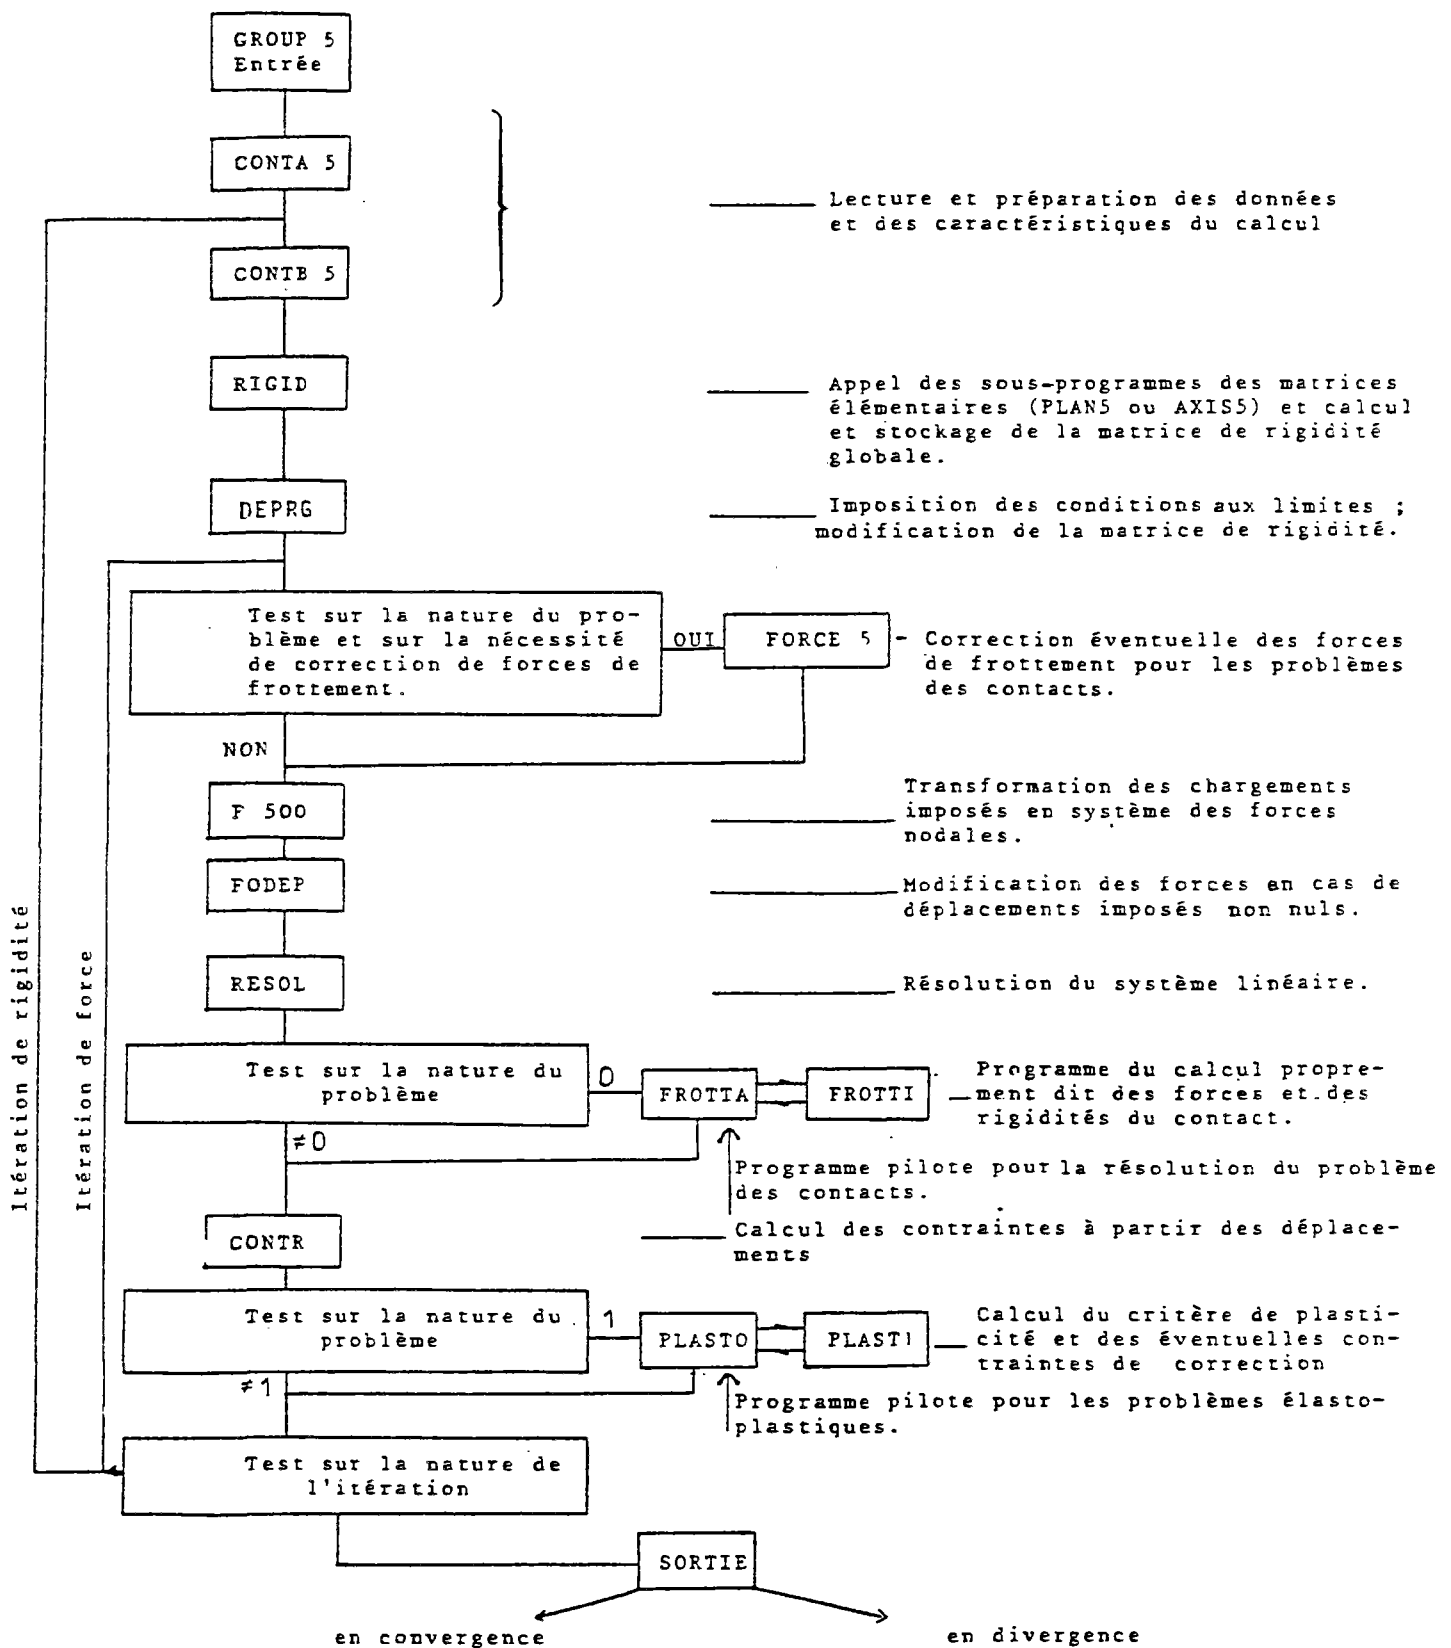 GROUP 5
Entrée
CONTA 5
Lecture et préparation des données
et des caractéristiques du calcul
CONTB 5
RIGID
Appel des sous-programmes des matrices
élémentaires (PLAN5 ou AXIS5) et calcul
et stockage de la matrice de rigidité
globale.
DEPRG
Imposition des conditions aux limites ;
modification de la matrice de rigidité.
Test sur la nature du pro-
blème et sur la nécessité
de correction de forces de
frottement.
OUI
FORCE 5
- Correction éventuelle des forces
de frottement pour les problèmes
des contacts.
NON
F 500
Transformation des chargements
imposés en système des forces
nodales.
FODEP
Modification des forces en cas de
déplacements imposés non nuls.
RESOL
Résolution du système linéaire.
Itération de rigidité
Itération de force
Test sur la nature du
problème
0
FROTTA
FROTTI
Programme du calcul propre-
ment dit des forces et des
rigidités du contact.
≠0
Programme pilote pour la résolution du problème
des contacts.
CONTR
Calcul des contraintes à partir des déplace-
ments
Test sur la nature du
problème
1
PLASTO
PLASTI
Calcul du critère de plasti-
cité et des éventuelles con-
traintes de correction
≠1
Programme pilote pour les problèmes élasto-
plastiques.
Test sur la nature de
l'itération
SORTIE
en convergence
en divergence